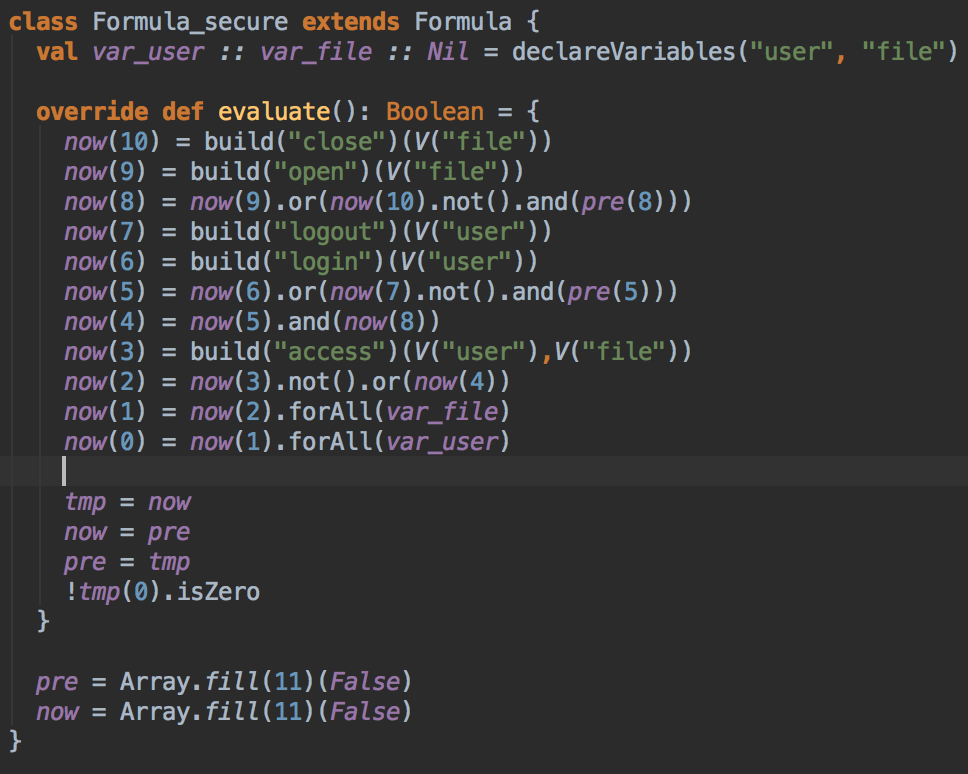 class Formula_secure extends Formula {
  val var_user :: var_file :: Nil = declareVariables("user", "file")

  override def evaluate(): Boolean = {
    now(10) = build("close")(V("file"))
    now(9) = build("open")(V("file"))
    now(8) = now(9).or(now(10).not().and(pre(8)))
    now(7) = build("logout")(V("user"))
    now(6) = build("login")(V("user"))
    now(5) = now(6).or(now(7).not().and(pre(5)))
    now(4) = now(5).and(now(8))
    now(3) = build("access")(V("user"),V("file"))
    now(2) = now(3).not().or(now(4))
    now(1) = now(2).forAll(var_file)
    now(0) = now(1).forAll(var_user)

    tmp = now
    now = pre
    pre = tmp
    !tmp(0).isZero
  }

  pre = Array.fill(11)(False)
  now = Array.fill(11)(False)
}